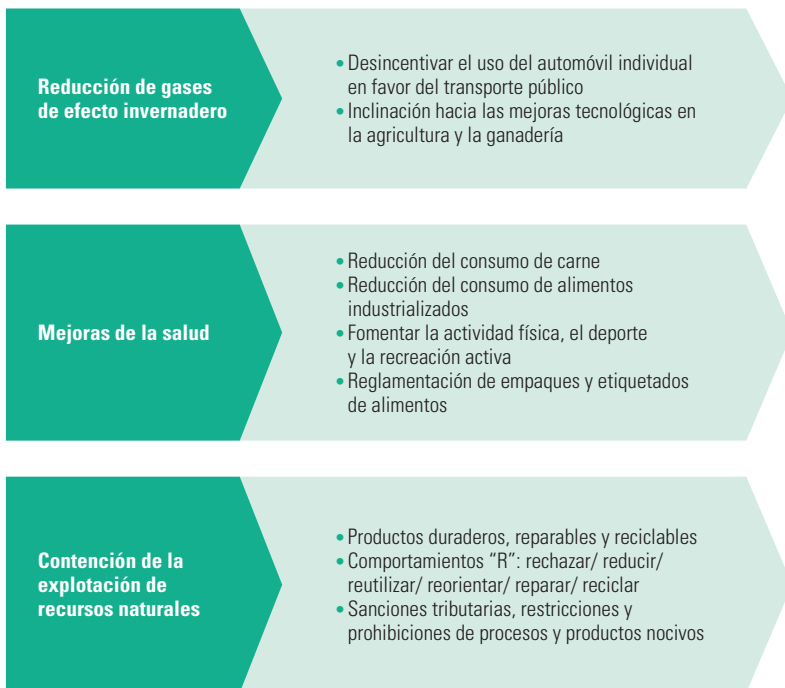 Reducción de gases
de efecto invernadero
• Desincentivar el uso del automóvil individual
en favor del transporte público
• Inclinación hacia las mejoras tecnológicas en
la agricultura y la ganadería
Mejoras de la salud
• Reducción del consumo de carne
• Reducción del consumo de alimentos
industrializados
• Fomentar la actividad física, el deporte
y la recreación activa
• Reglamentación de empaques y etiquetados
de alimentos
Contención de la
explotación de
recursos naturales
• Productos duraderos, reparables y reciclables
• Comportamientos “R”: rechazar/ reducir/
reutilizar/ reorientar/ reparar/ reciclar
• Sanciones tributarias, restricciones y
prohibiciones de procesos y productos nocivos